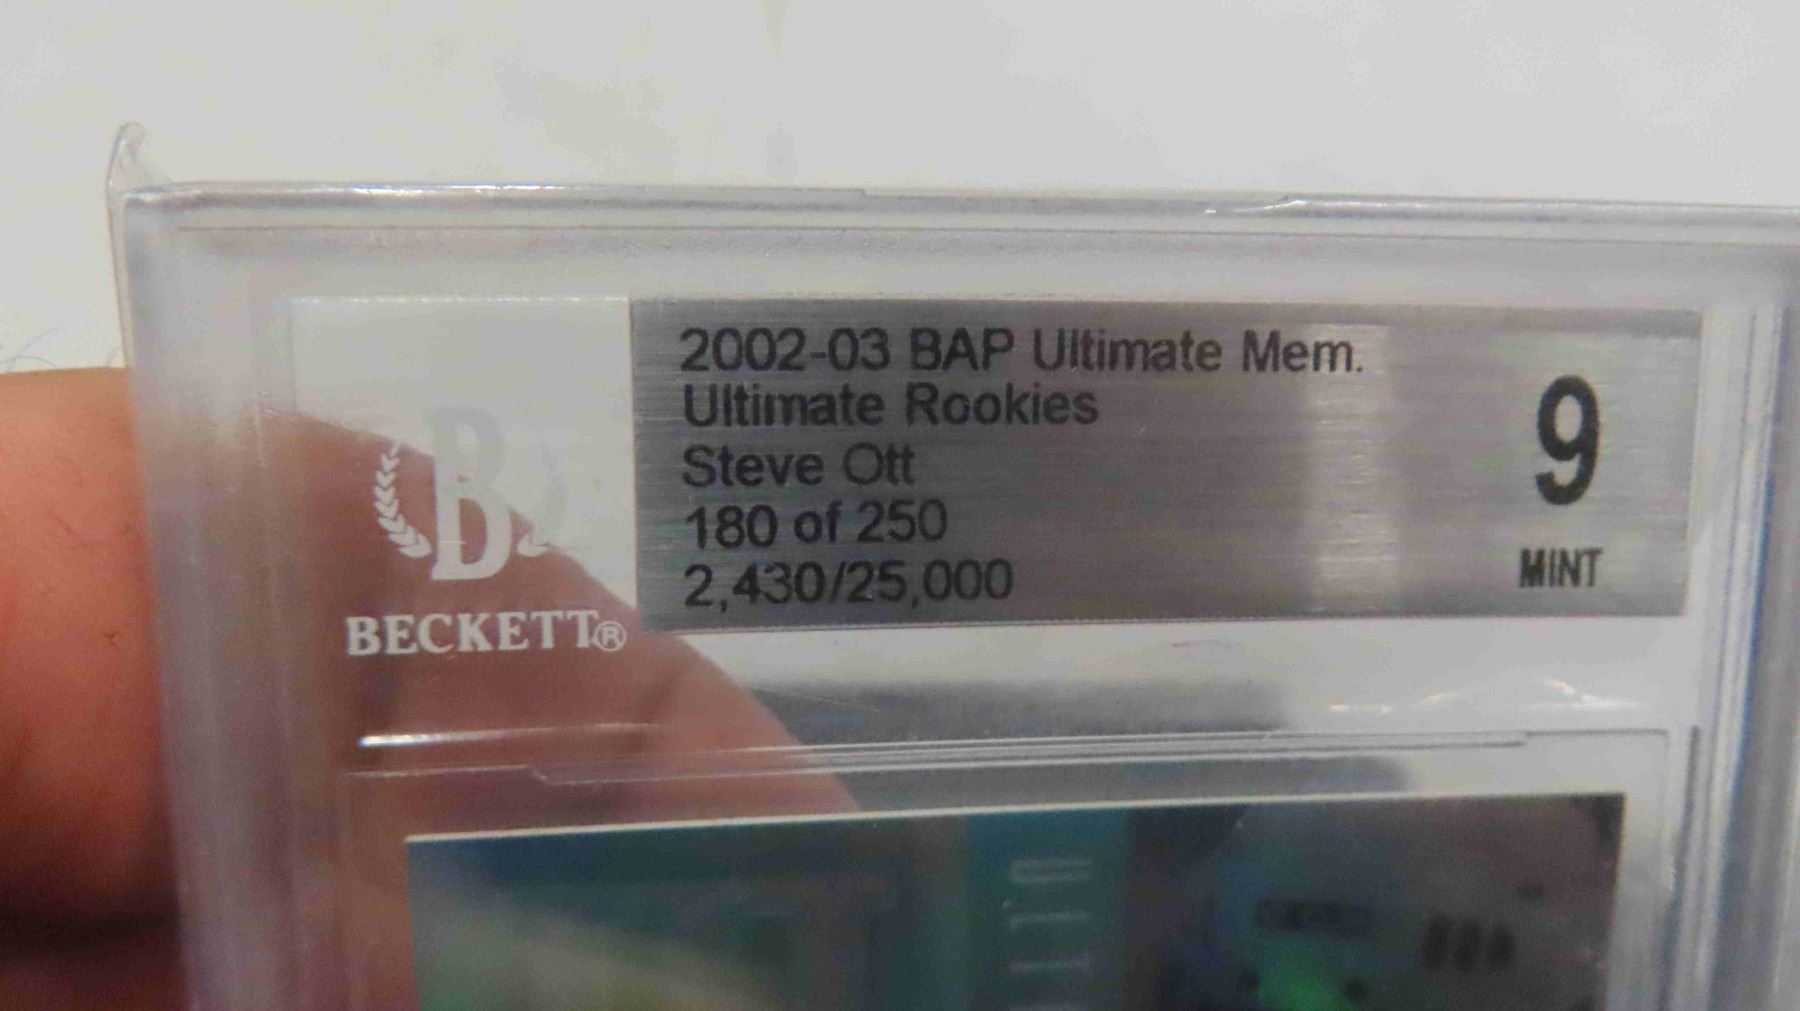 2002-03 BAP Ultimate Mem.
Ultimate Rookies
Steve Ott
180 of 250
2,430/25,000
9
MINT
B
BECKETT®